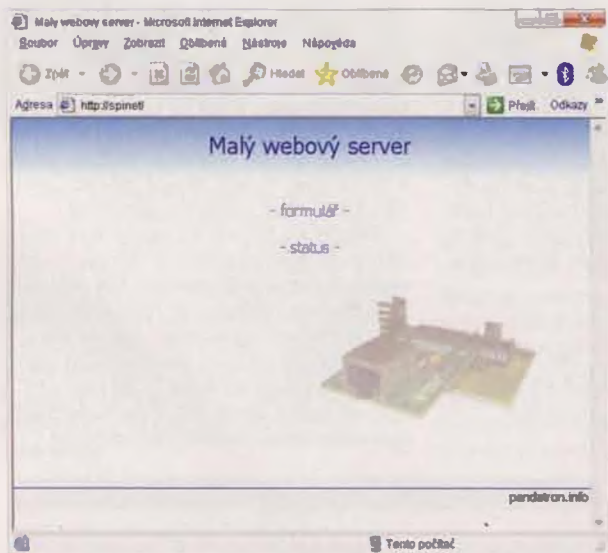 Malý webový server - Microsoft Internet Explorer
Soubor Úpravy Zobrazit Oblíbené Nástroje Nápověda
Zpět Hledat Oblíbené
Agresa http://spinet/ Přejít Odkazy »
Malý webový server
- formulář -
- status -
pandatron.info
Tento počítač